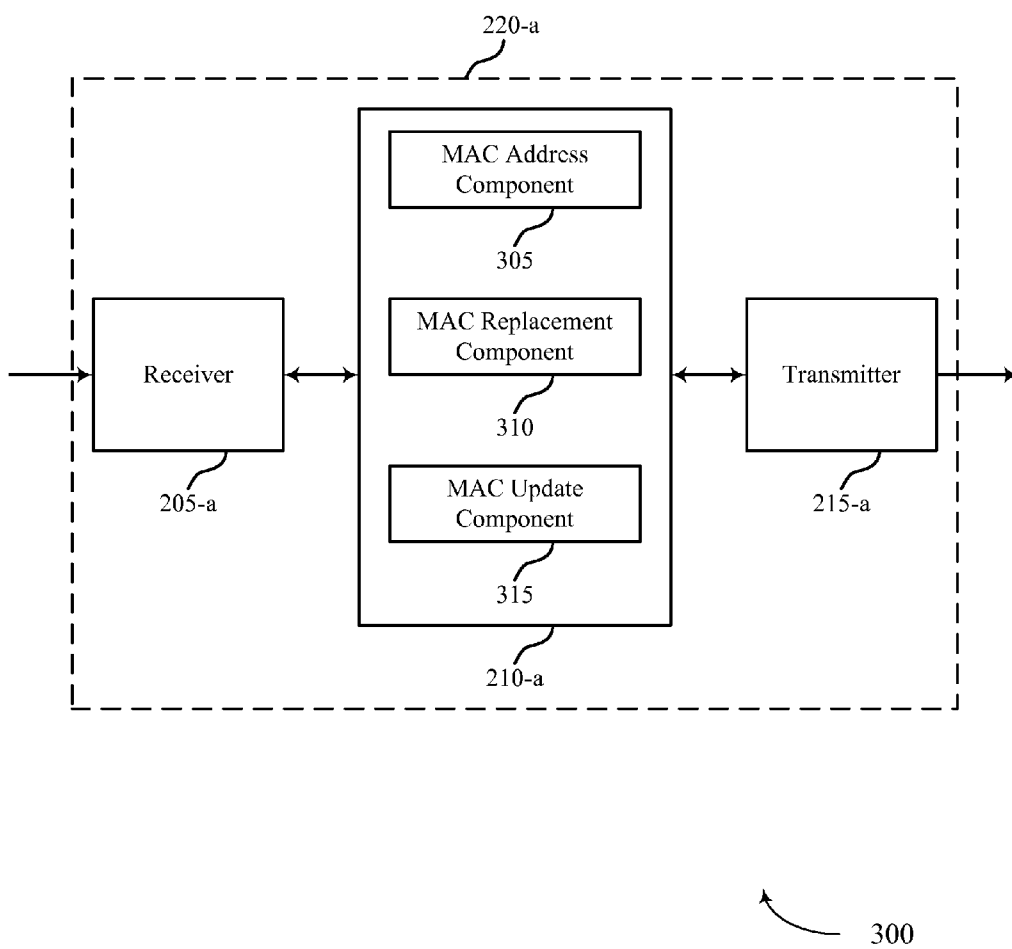 220-a
MAC Address
Component
305
MAC Replacement
Component
310
MAC Update
Component
315
210-a
Receiver
205-a
Transmitter
215-a
300